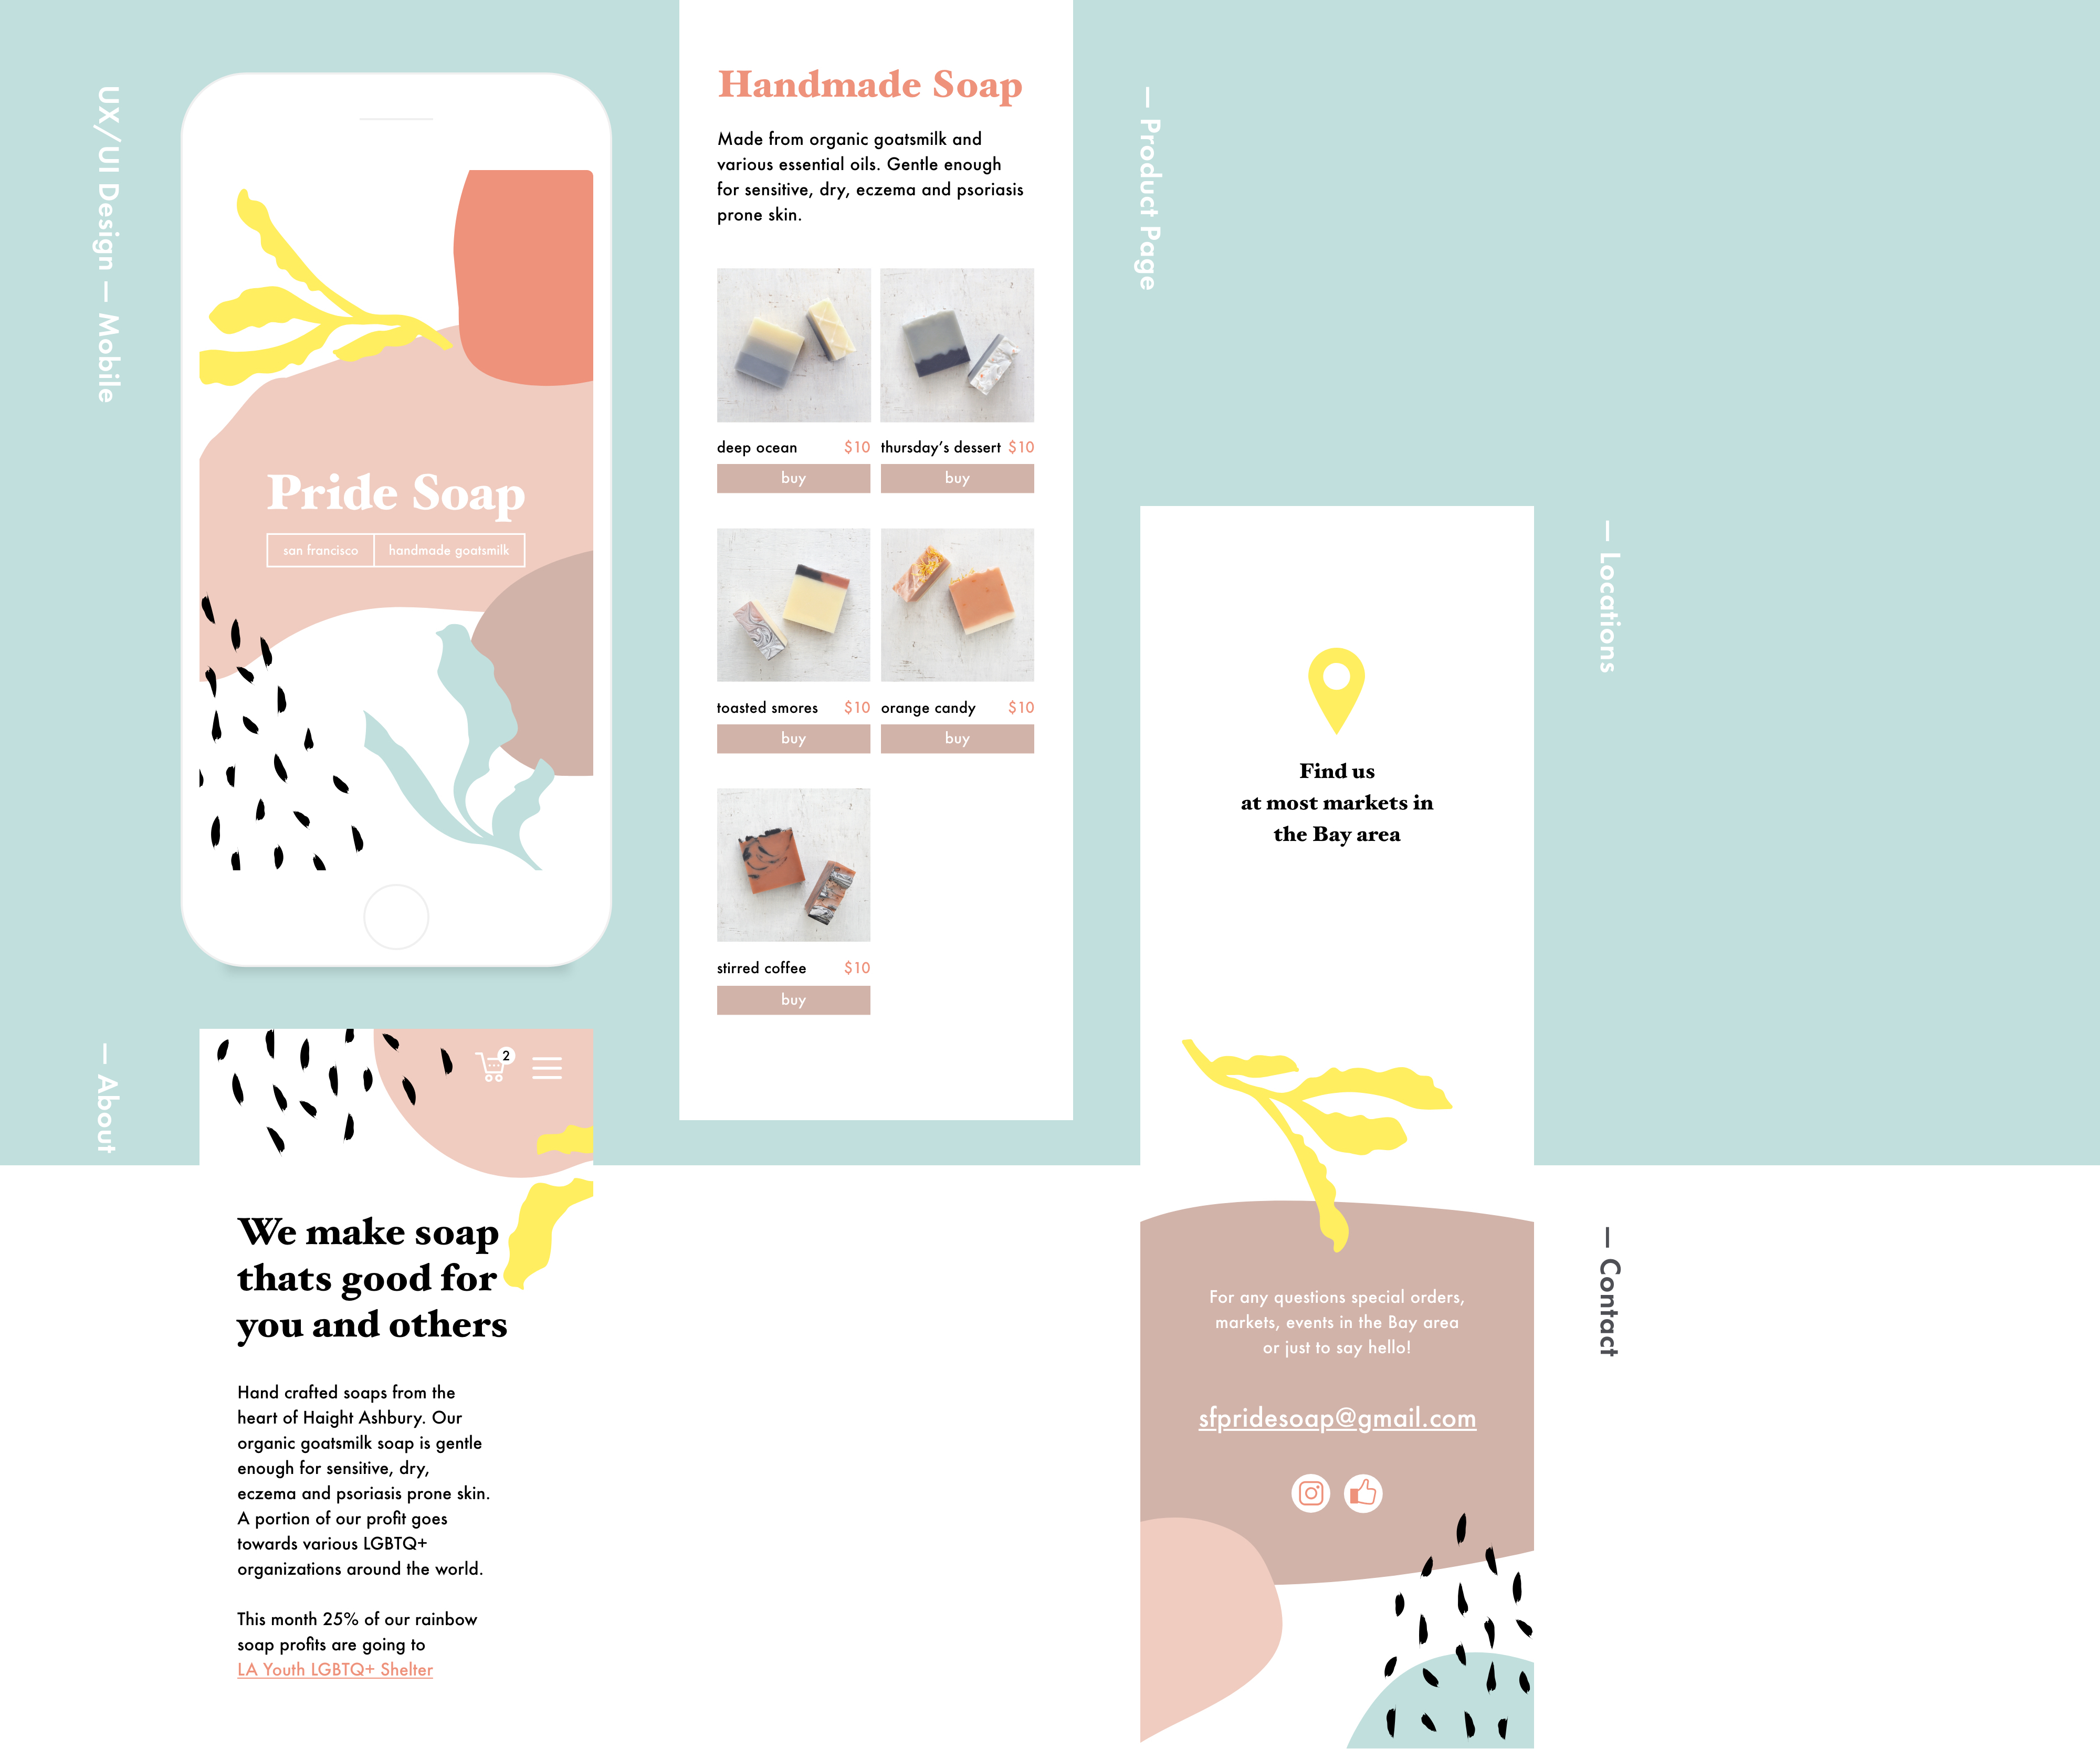 UX/UI Design — Mobile
Pride Soap
san francisco
handmade goatsmilk
Handmade Soap
Made from organic goatsmilk and
various essential oils. Gentle enough
for sensitive, dry, eczema and psoriasis
prone skin.
deep ocean $10
buy
thursday’s dessert $10
buy
toasted smores $10
buy
orange candy $10
buy
stirred coffee $10
buy
— Product Page
— Locations
Find us
at most markets in
the Bay area
— About
2
We make soap
thats good for
you and others
Hand crafted soaps from the
heart of Haight Ashbury. Our
organic goatsmilk soap is gentle
enough for sensitive, dry,
eczema and psoriasis prone skin.
A portion of our profit goes
towards various LGBTQ+
organizations around the world.
This month 25% of our rainbow
soap profits are going to
LA Youth LGBTQ+ Shelter
— Contact
For any questions special orders,
markets, events in the Bay area
or just to say hello!
sfpridesoap@gmail.com